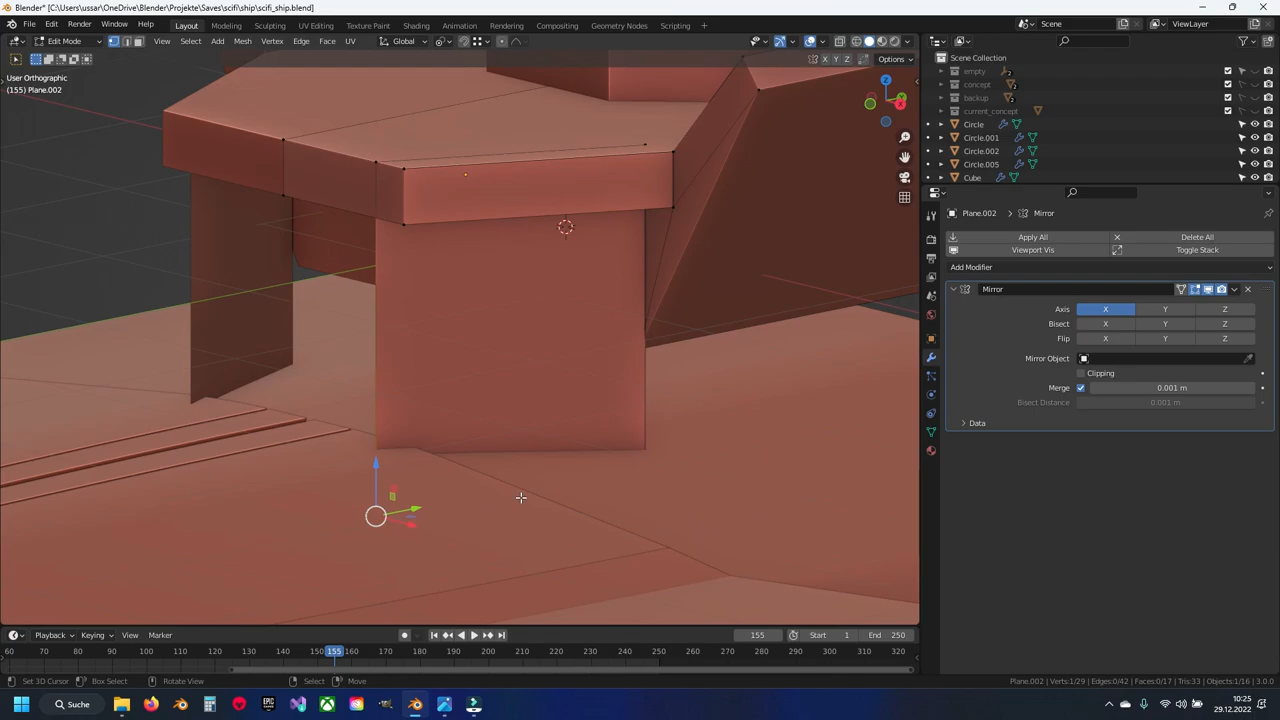 Blender* [C:\Users\ussar\OneDrive\Blender\Projekte\Saves\scifi\ship\scifi_ship.blend]
File Edit Render Window Help Layout Modeling Sculpting UV Editing Texture Paint Shading Animation Rendering Compositing Geometry Nodes Scripting + Scene ViewLayer
Edit Mode View Select Add Mesh Vertex Edge Face UV Global
X Y Z Options
User Orthographic
(155) Plane.002
Z
Y
X
Scene Collection
empty 2
concept 2
backup 2
current_concept
Circle
Circle.001
Circle.002
Circle.005
Cube
Plane.002 > Mirror
Apply All Delete All
Viewport Vis Toggle Stack
Add Modifier
Mirror
Axis X Y Z
Bisect X Y Z
Flip X Y Z
Mirror Object
Clipping
Merge 0.001 m
Bisect Distance 0.001 m
Data
Playback Keying View Marker 155 Start 1 End 250
60 70 80 90 100 110 120 130 140 150 155 160 170 180 190 200 210 220 230 240 250 260 270 280 290 300 310 320
Set 3D Cursor Box Select Rotate View Select Move Plane.002 | Verts:1/29 | Edges:0/42 | Faces:0/17 | Tris:33 | Objects:1/16 | 3.0.0
Suche EPIC GAMES 10:25
29.12.2022